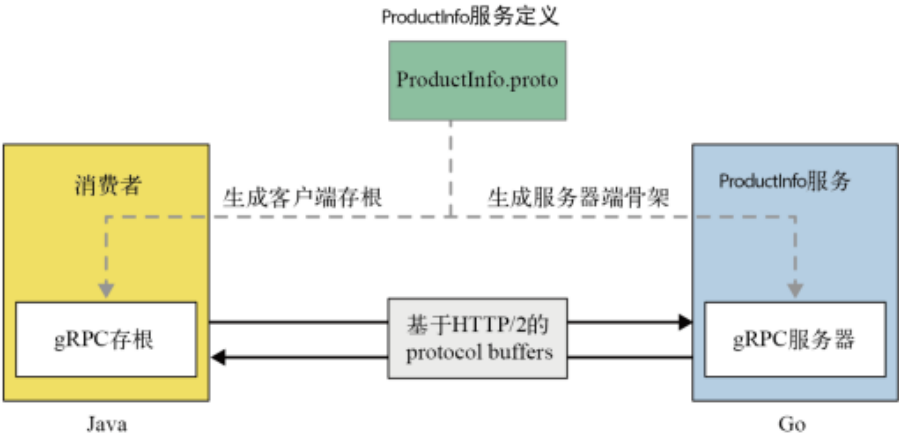 ProductInfo服务定义
ProductInfo.proto
消费者
生成客户端存根
生成服务器端骨架
ProductInfo服务
gRPC存根
基于HTTP/2的
protocol buffers
gRPC服务器
Java
Go